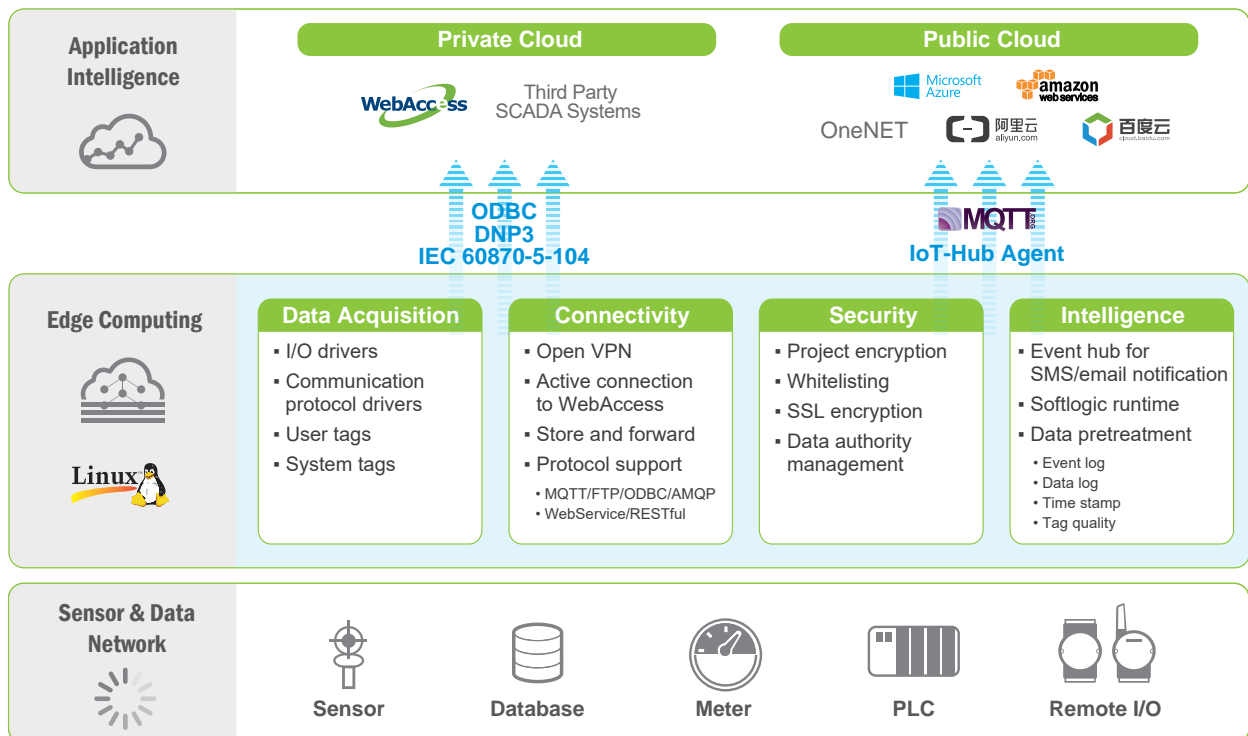 Application
Intelligence
Private Cloud
WebAccess
Third Party
SCADA Systems
Public Cloud
Microsoft
Azure
amazon
web services
OneNET
阿里云
aliyun.com
百度云
cloud.baidu.com
ODBC
DNP3
IEC 60870-5-104
MQTT.ORG
IoT-Hub Agent
Edge Computing
Linux
Data Acquisition
▪ I/O drivers
▪ Communication
protocol drivers
▪ User tags
▪ System tags
Connectivity
▪ Open VPN
▪ Active connection
to WebAccess
▪ Store and forward
▪ Protocol support
• MQTT/FTP/ODBC/AMQP
• WebService/RESTful
Security
▪ Project encryption
▪ Whitelisting
▪ SSL encryption
▪ Data authority
management
Intelligence
▪ Event hub for
SMS/email notification
▪ Softlogic runtime
▪ Data pretreatment
• Event log
• Data log
• Time stamp
• Tag quality
Sensor & Data
Network
Sensor
Database
Meter
PLC
Remote I/O